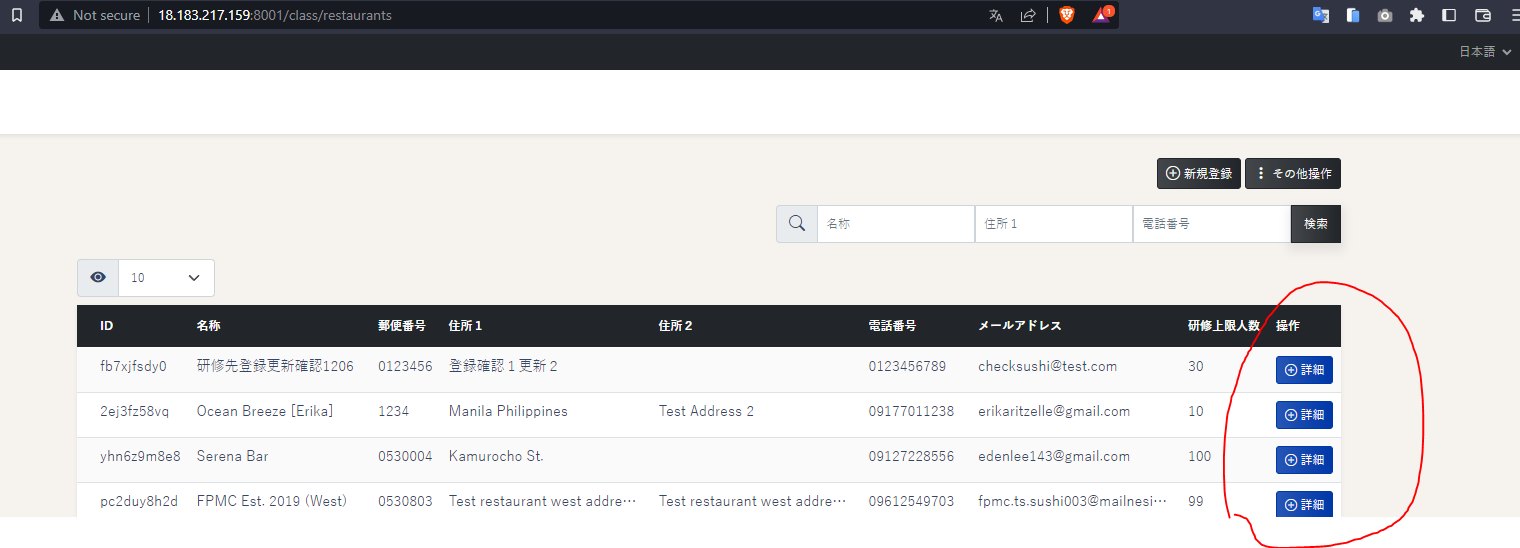 Not secure 18.183.217.159:8001/class/restaurants 1
日本語
新規登録 その他操作
名称 住所１ 電話番号 検索
10
ID 名称 郵便番号 住所１ 住所２ 電話番号 メールアドレス 研修上限人数 操作
fb7xjfsdy0 研修先登録更新確認1206 0123456 登録確認１更新２ 0123456789 checksushi@test.com 30 詳細
2ej3fz58vq Ocean Breeze [Erika] 1234 Manila Philippines Test Address 2 09177011238 erikaritzelle@gmail.com 10 詳細
yhn6z9m8e8 Serena Bar 0530004 Kamurocho St. 09127228556 edenlee143@gmail.com 100 詳細
pc2duy8h2d FPMC Est. 2019 (West) 0530803 Test restaurant west addre… Test restaurant west addre… 09612549703 fpmc.ts.sushi003@mailnesi… 99 詳細